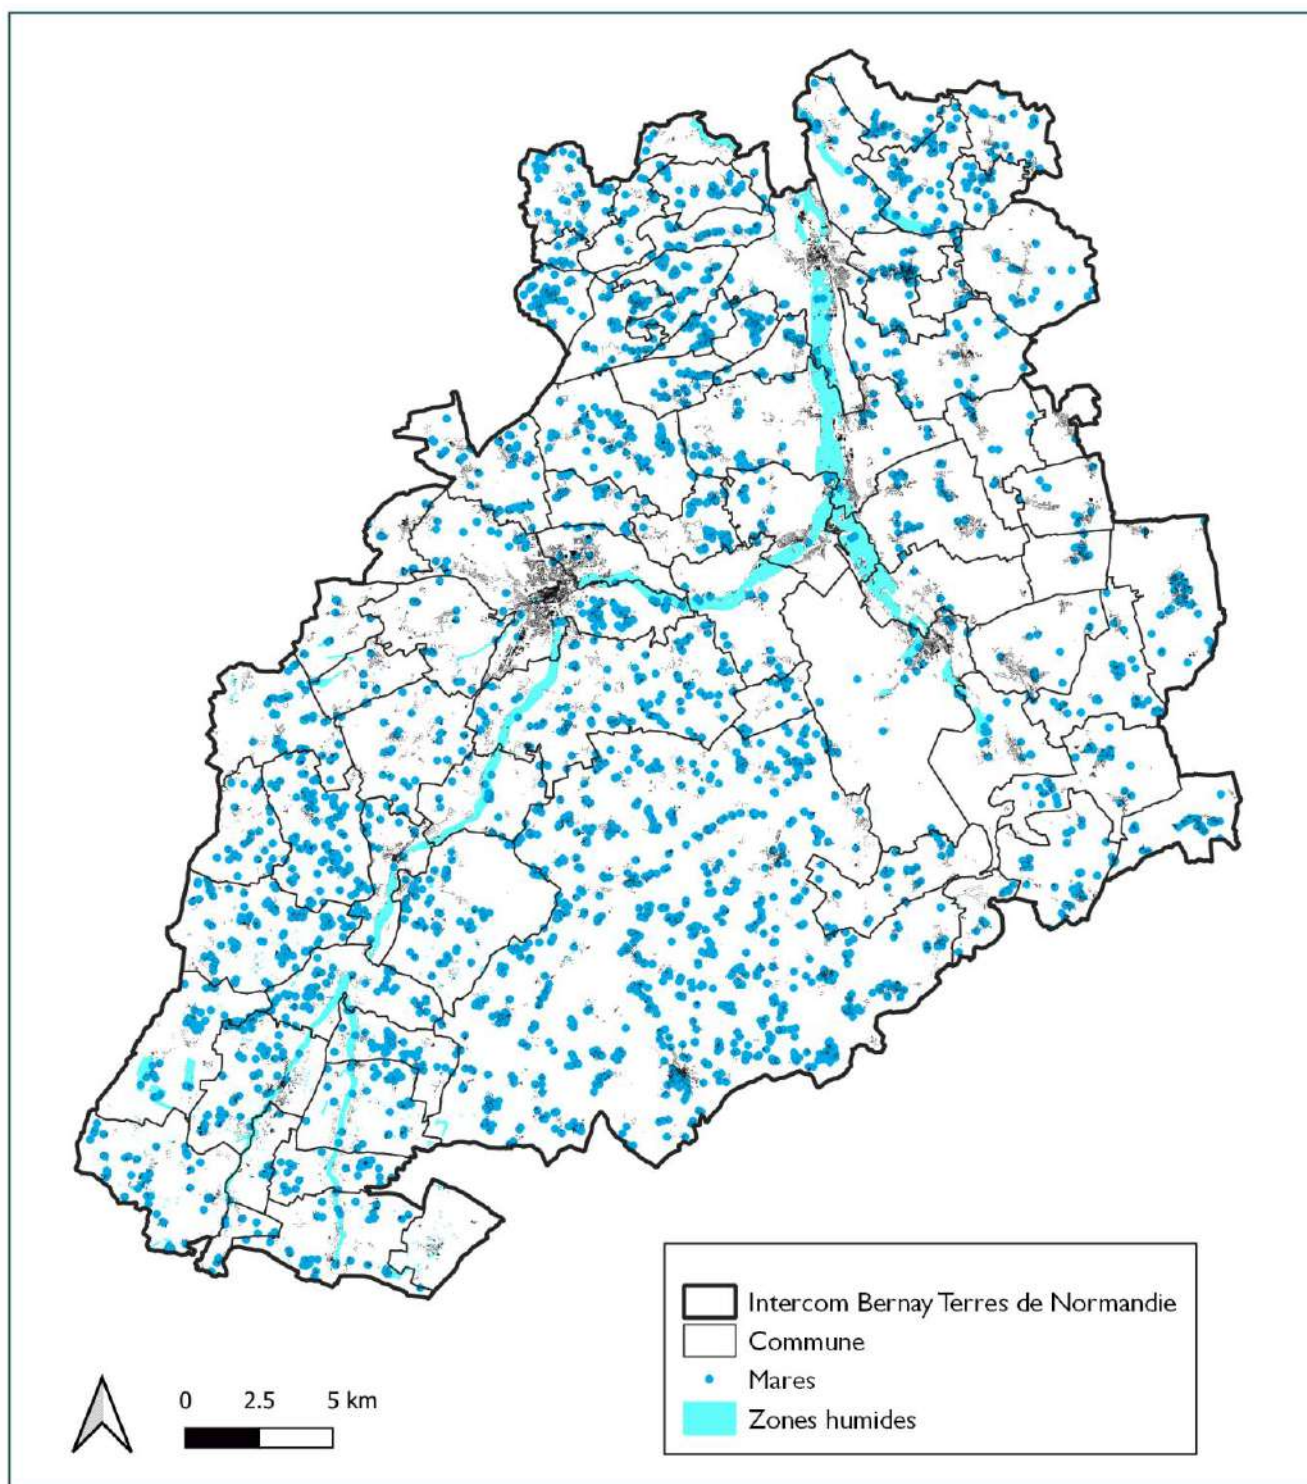 Intercom Bernay Terres de Normandie
Commune
Mares
Zones humides
0 2.5 5 km